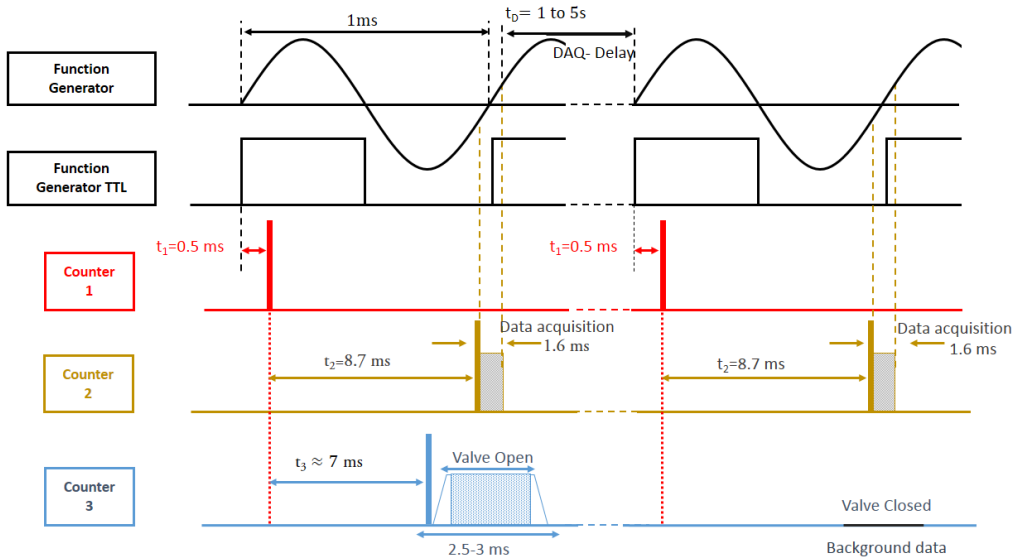 1ms
t_D = 1 to 5s
DAQ- Delay
Function
Generator
Function
Generator TTL
t₁=0.5 ms
t₁=0.5 ms
Counter
1
Data acquisition
1.6 ms
Data acquisition
1.6 ms
t₂=8.7 ms
t₂=8.7 ms
Counter
2
t₃ ≈ 7 ms
Valve Open
Counter
3
Valve Closed
2.5-3 ms
Background data